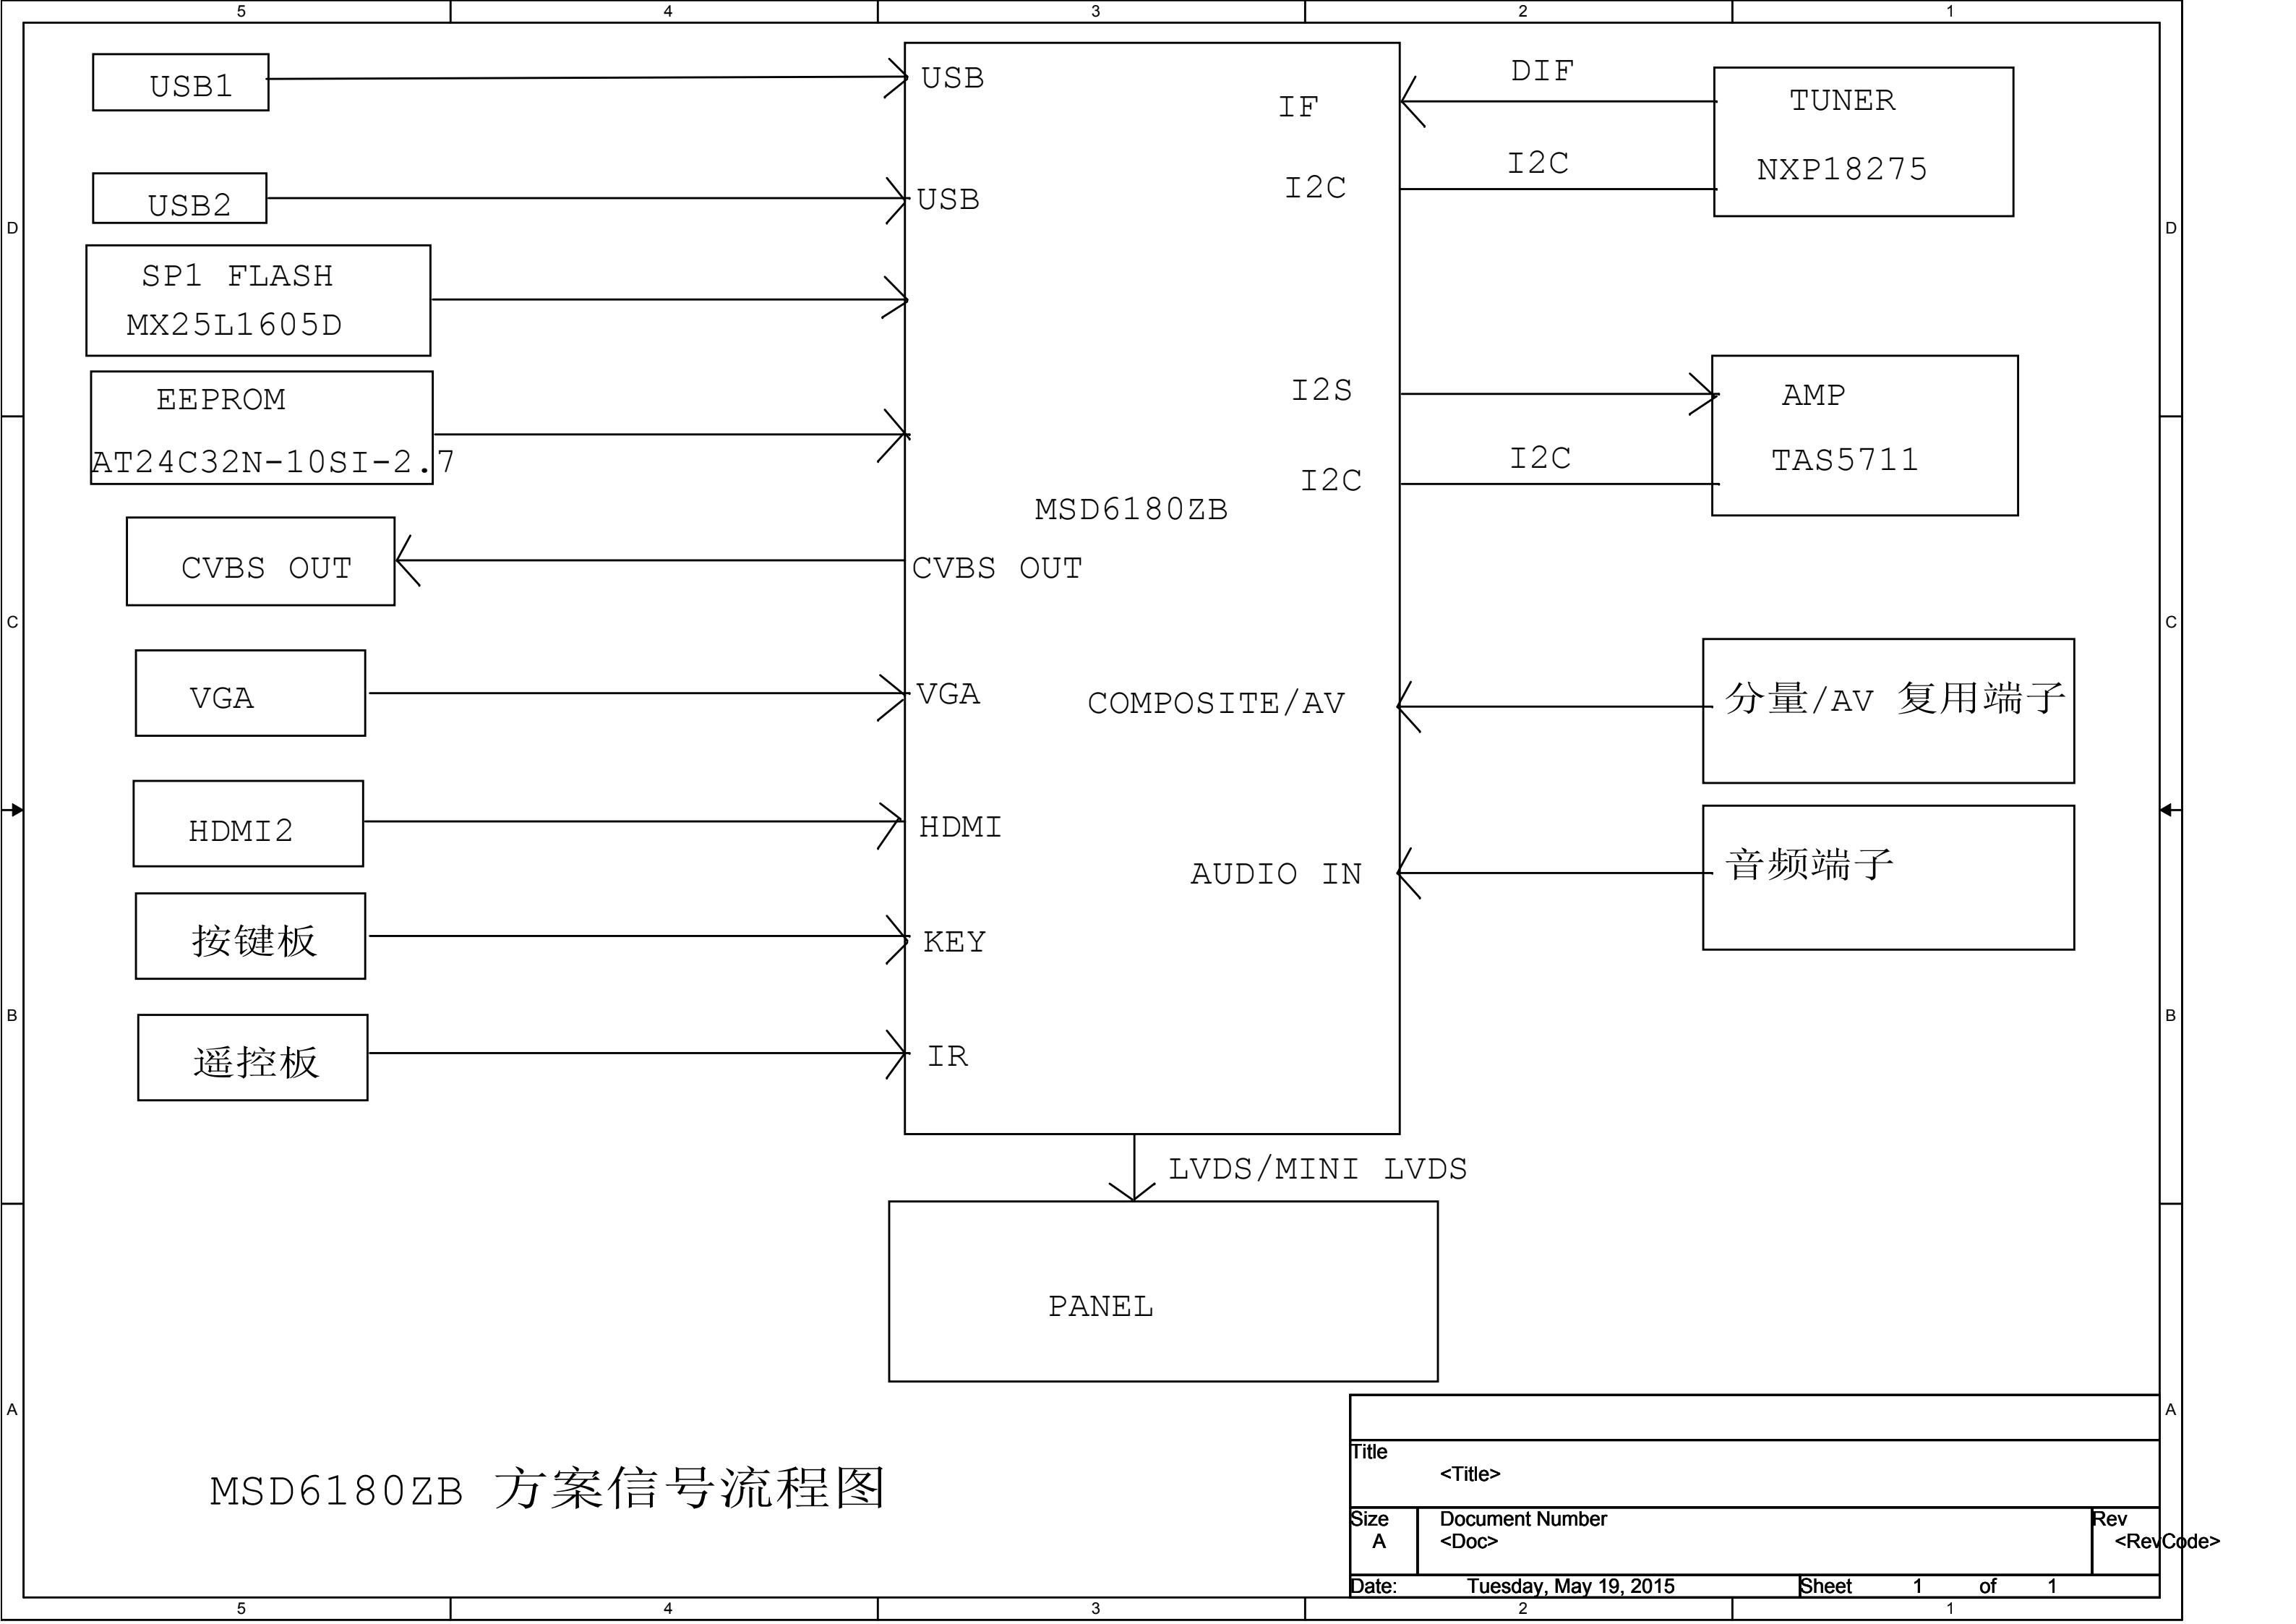 5 4 3 2 1
USB1
USB
DIF
TUNER
IF
I2C
NXP18275
I2C
USB2
USB
D
D
SP1 FLASH
MX25L1605D
EEPROM
AT24C32N-10SI-2.7
I2S
AMP
I2C
TAS5711
I2C
MSD6180ZB
CVBS OUT
CVBS OUT
C
C
VGA
VGA
COMPOSITE/AV
分量/AV 复用端子
HDMI2
HDMI
AUDIO IN
音频端子
按键板
KEY
B
B
遥控板
IR
LVDS/MINI LVDS
PANEL
A
A
MSD6180ZB 方案信号流程图
Title
<Title>
Size
A
Document Number
<Doc>
Rev
<RevCode>
Date: Tuesday, May 19, 2015 Sheet 1 of 1
5 4 3 2 1